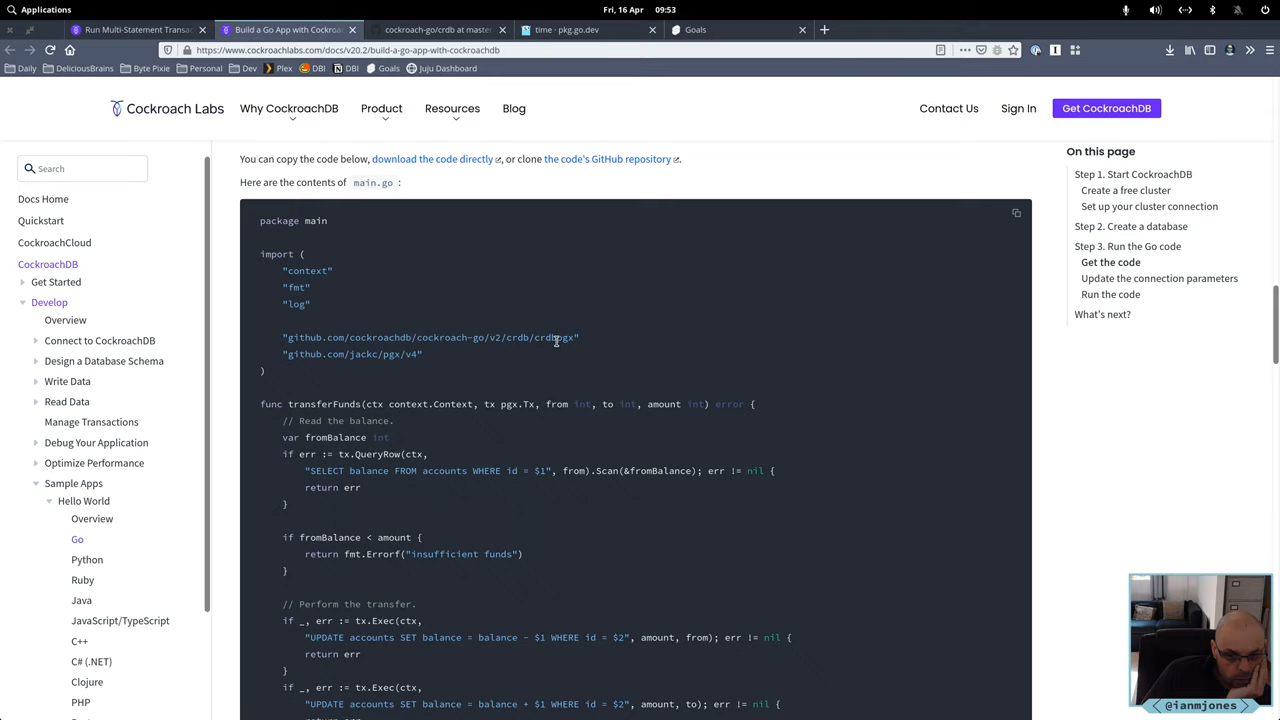 Applications
Fri, 16 Apr
09:53
Run Multi-Statement Transac
Build a Go App with Cockroa
cockroach-go/crdb at maste
time · pkg.go.dev
Goals
https://www.cockroachlabs.com/docs/v20.2/build-a-go-app-with-cockroachdb
Daily
DeliciousBrains
Byte Pixie
Personal
Dev
Plex
DBI
DBI
Goals
Juju Dashboard
Cockroach Labs
Why CockroachDB
Product
Resources
Blog
Contact Us
Sign In
Get CockroachDB
Search
Docs Home
Quickstart
CockroachCloud
CockroachDB
Get Started
Develop
Overview
Connect to CockroachDB
Design a Database Schema
Write Data
Read Data
Manage Transactions
Debug Your Application
Optimize Performance
Sample Apps
Hello World
Overview
Go
Python
Ruby
Java
JavaScript/TypeScript
C++
C# (.NET)
Clojure
PHP
You can copy the code below, download the code directly, or clone the code's GitHub repository.
Here are the contents of main.go :
package main
import (
"context"
"fmt"
"log"
"github.com/cockroachdb/cockroach-go/v2/crdb/crdbpgx"
"github.com/jackc/pgx/v4"
)
func transferFunds(ctx context.Context, tx pgx.Tx, from int, to int, amount int) error {
// Read the balance.
var fromBalance int
if err := tx.QueryRow(ctx,
"SELECT balance FROM accounts WHERE id = $1", from).Scan(&fromBalance); err != nil {
return err
}
if fromBalance < amount {
return fmt.Errorf("insufficient funds")
}
// Perform the transfer.
if _, err := tx.Exec(ctx,
"UPDATE accounts SET balance = balance - $1 WHERE id = $2", amount, from); err != nil {
return err
}
if _, err := tx.Exec(ctx,
"UPDATE accounts SET balance = balance + $1 WHERE id = $2", amount, to); err != nil {
On this page
Step 1. Start CockroachDB
Create a free cluster
Set up your cluster connection
Step 2. Create a database
Step 3. Run the Go code
Get the code
Update the connection parameters
Run the code
What's next?
@ianmjones